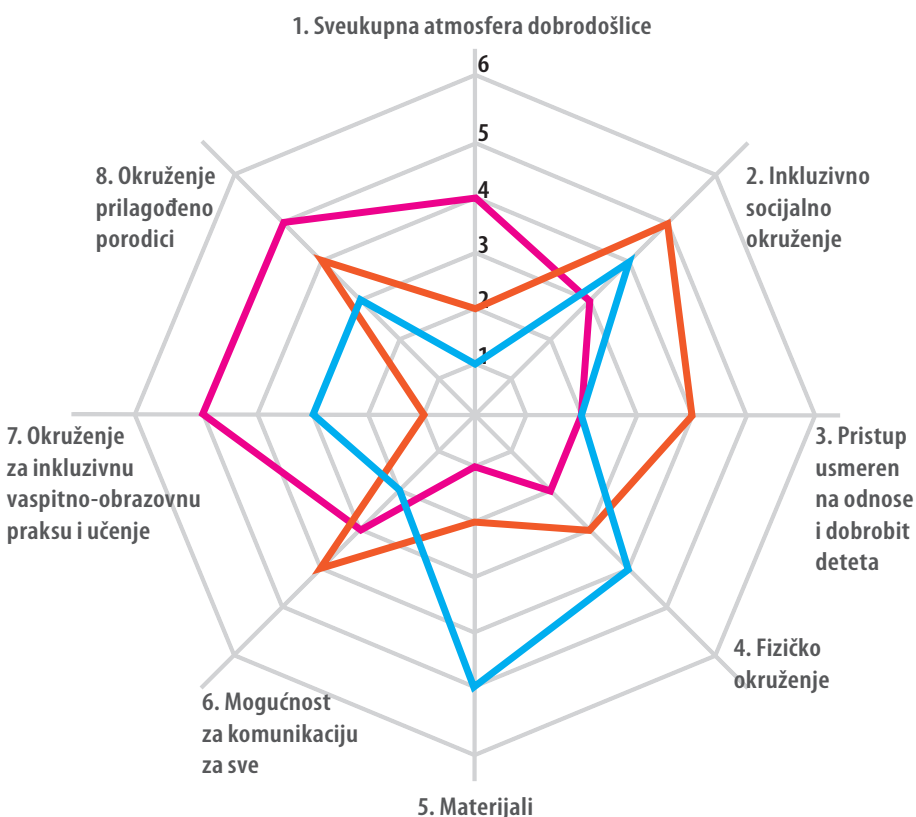 1. Sveukupna atmosfera dobrodošlice
6
5
4
3
2
1
2. Inkluzivno
socijalno
okruženje
3. Pristup
usmeren
na odnose
i dobrobit
deteta
4. Fizičko
okruženje
5. Materijali
6. Mogućnost
za komunikaciju
za sve
7. Okruženje
za inkluzivnu
vaspitno-obrazovnu
praksu i učenje
8. Okruženje
prilagođeno
porodici